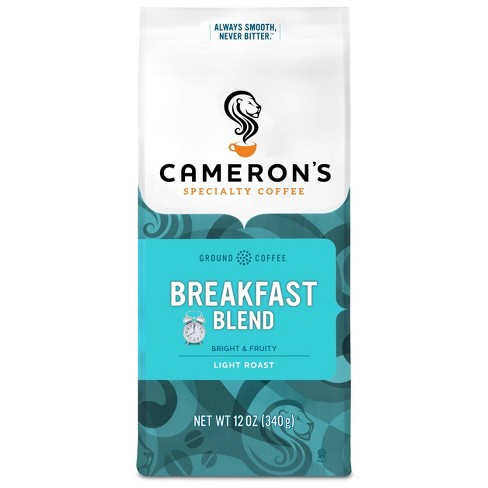 ALWAYS SMOOTH,
NEVER BITTER.™
CAMERON'S
SPECIALTY COFFEE
GROUND COFFEE
BREAKFAST
BLEND
BRIGHT & FRUITY
LIGHT ROAST
NET WT 12 OZ (340g)